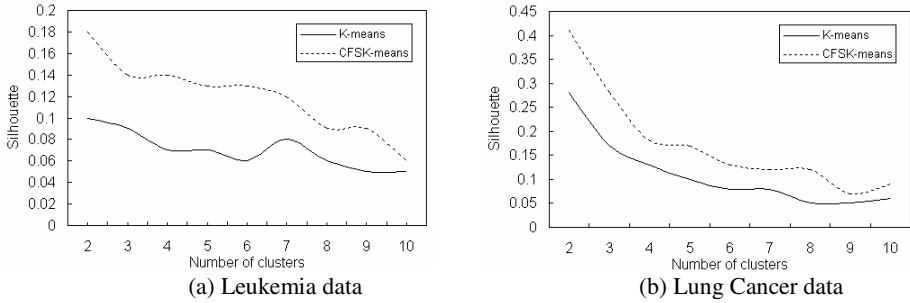 0.2
0.18
0.16
0.14
0.12
0.1
0.08
0.06
0.04
0.02
0
Silhouette
K-means
CFSK-means
2 3 4 5 6 7 8 9 10
Number of clusters
(a) Leukemia data
0.45
0.4
0.35
0.3
0.25
0.2
0.15
0.1
0.05
0
Silhouette
K-means
CFSK-means
2 3 4 5 6 7 8 9 10
Number of clusters
(b) Lung Cancer data